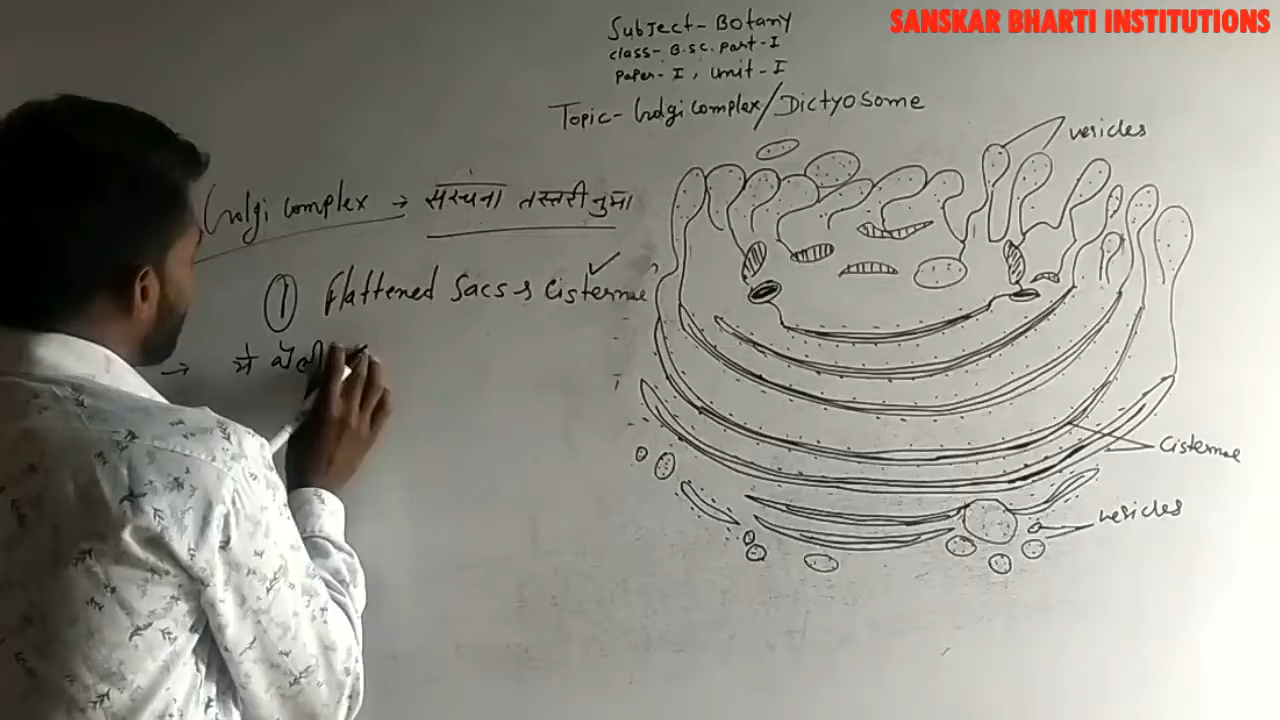 SANSKAR BHARTI INSTITUTIONS
Subject- Botany
class- B.sc. part-I
paper- I, unit- I
Topic- Golgi complex/Dictyosome
vesicles
Golgi complex → संरचना तस्तरीनुमा
① flattened Sacs → Cisternae ✓
→ ये थैली
Cisternae
vesicles